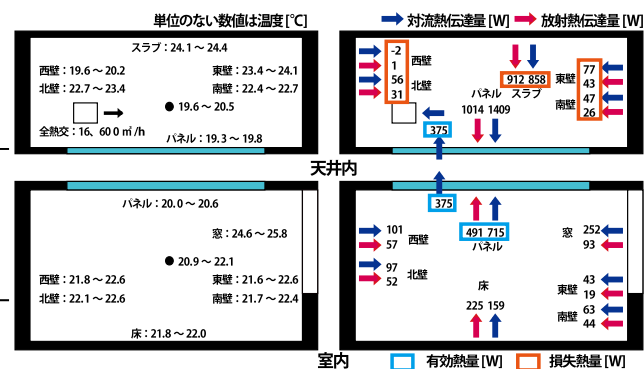 単位のない数値は温度[℃]
対流熱伝達量[W] 放射熱伝達量[W]
スラブ：24.1～24.4
西壁：19.6～20.2 東壁：23.4～24.1
北壁：22.7～23.4 南壁：22.4～22.7
19.6～20.5
全熱交：16、600㎥/h
パネル：19.3～19.8
-2
1
西壁
56
31
北壁
375
912 858
スラブ
パネル
1014 1409
77
43
東壁
47
26
南壁
天井内
パネル：20.0～20.6
窓：24.6～25.8
20.9～22.1
西壁：21.8～22.6 東壁：21.6～22.6
北壁：22.1～22.6 南壁：21.7～22.4
床：21.8～22.0
375
491 715
パネル
101
57
西壁
97
52
北壁
窓
252
93
床
225 159
東壁
43
19
南壁
63
44
室内
有効熱量[W] 損失熱量[W]